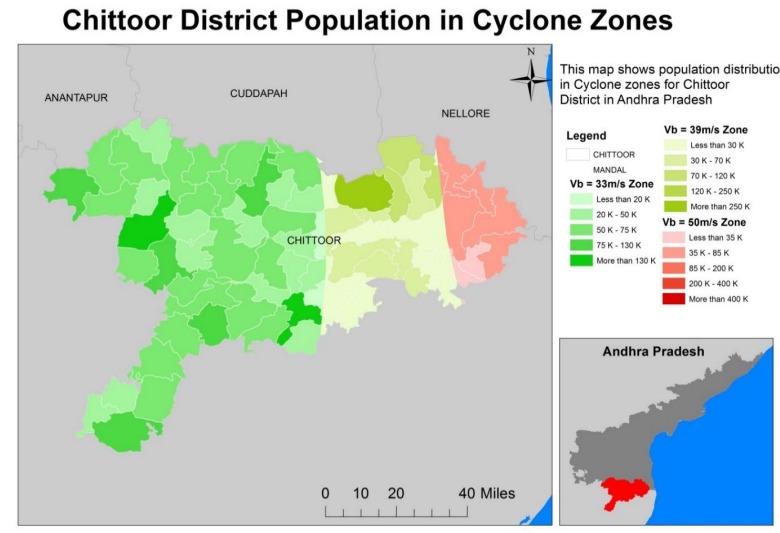 Chittoor District Population in Cyclone Zones
N
ANANTAPUR
CUDDAPAH
NELLORE
CHITTOOR
0 10 20 40 Miles
This map shows population distributio
in Cyclone zones for Chittoor
District in Andhra Pradesh
Legend
CHITTOOR
MANDAL
Vb = 33m/s Zone
Less than 20 K
20 K - 50 K
50 K - 75 K
75 K - 130 K
More than 130 K
Vb = 39m/s Zone
Less than 30 K
30 K - 70 K
70 K - 120 K
120 K - 250 K
More than 250 K
Vb = 50m/s Zone
Less than 35 K
35 K - 85 K
85 K - 200 K
200 K - 400 K
More than 400 K
Andhra Pradesh